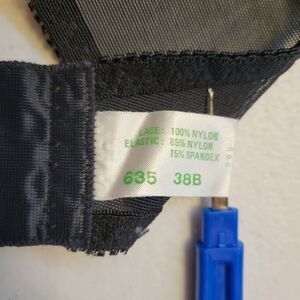 LACE: 100% NYLON
ELASTIC: 85% NYLON
15% SPANDEX
635 38B